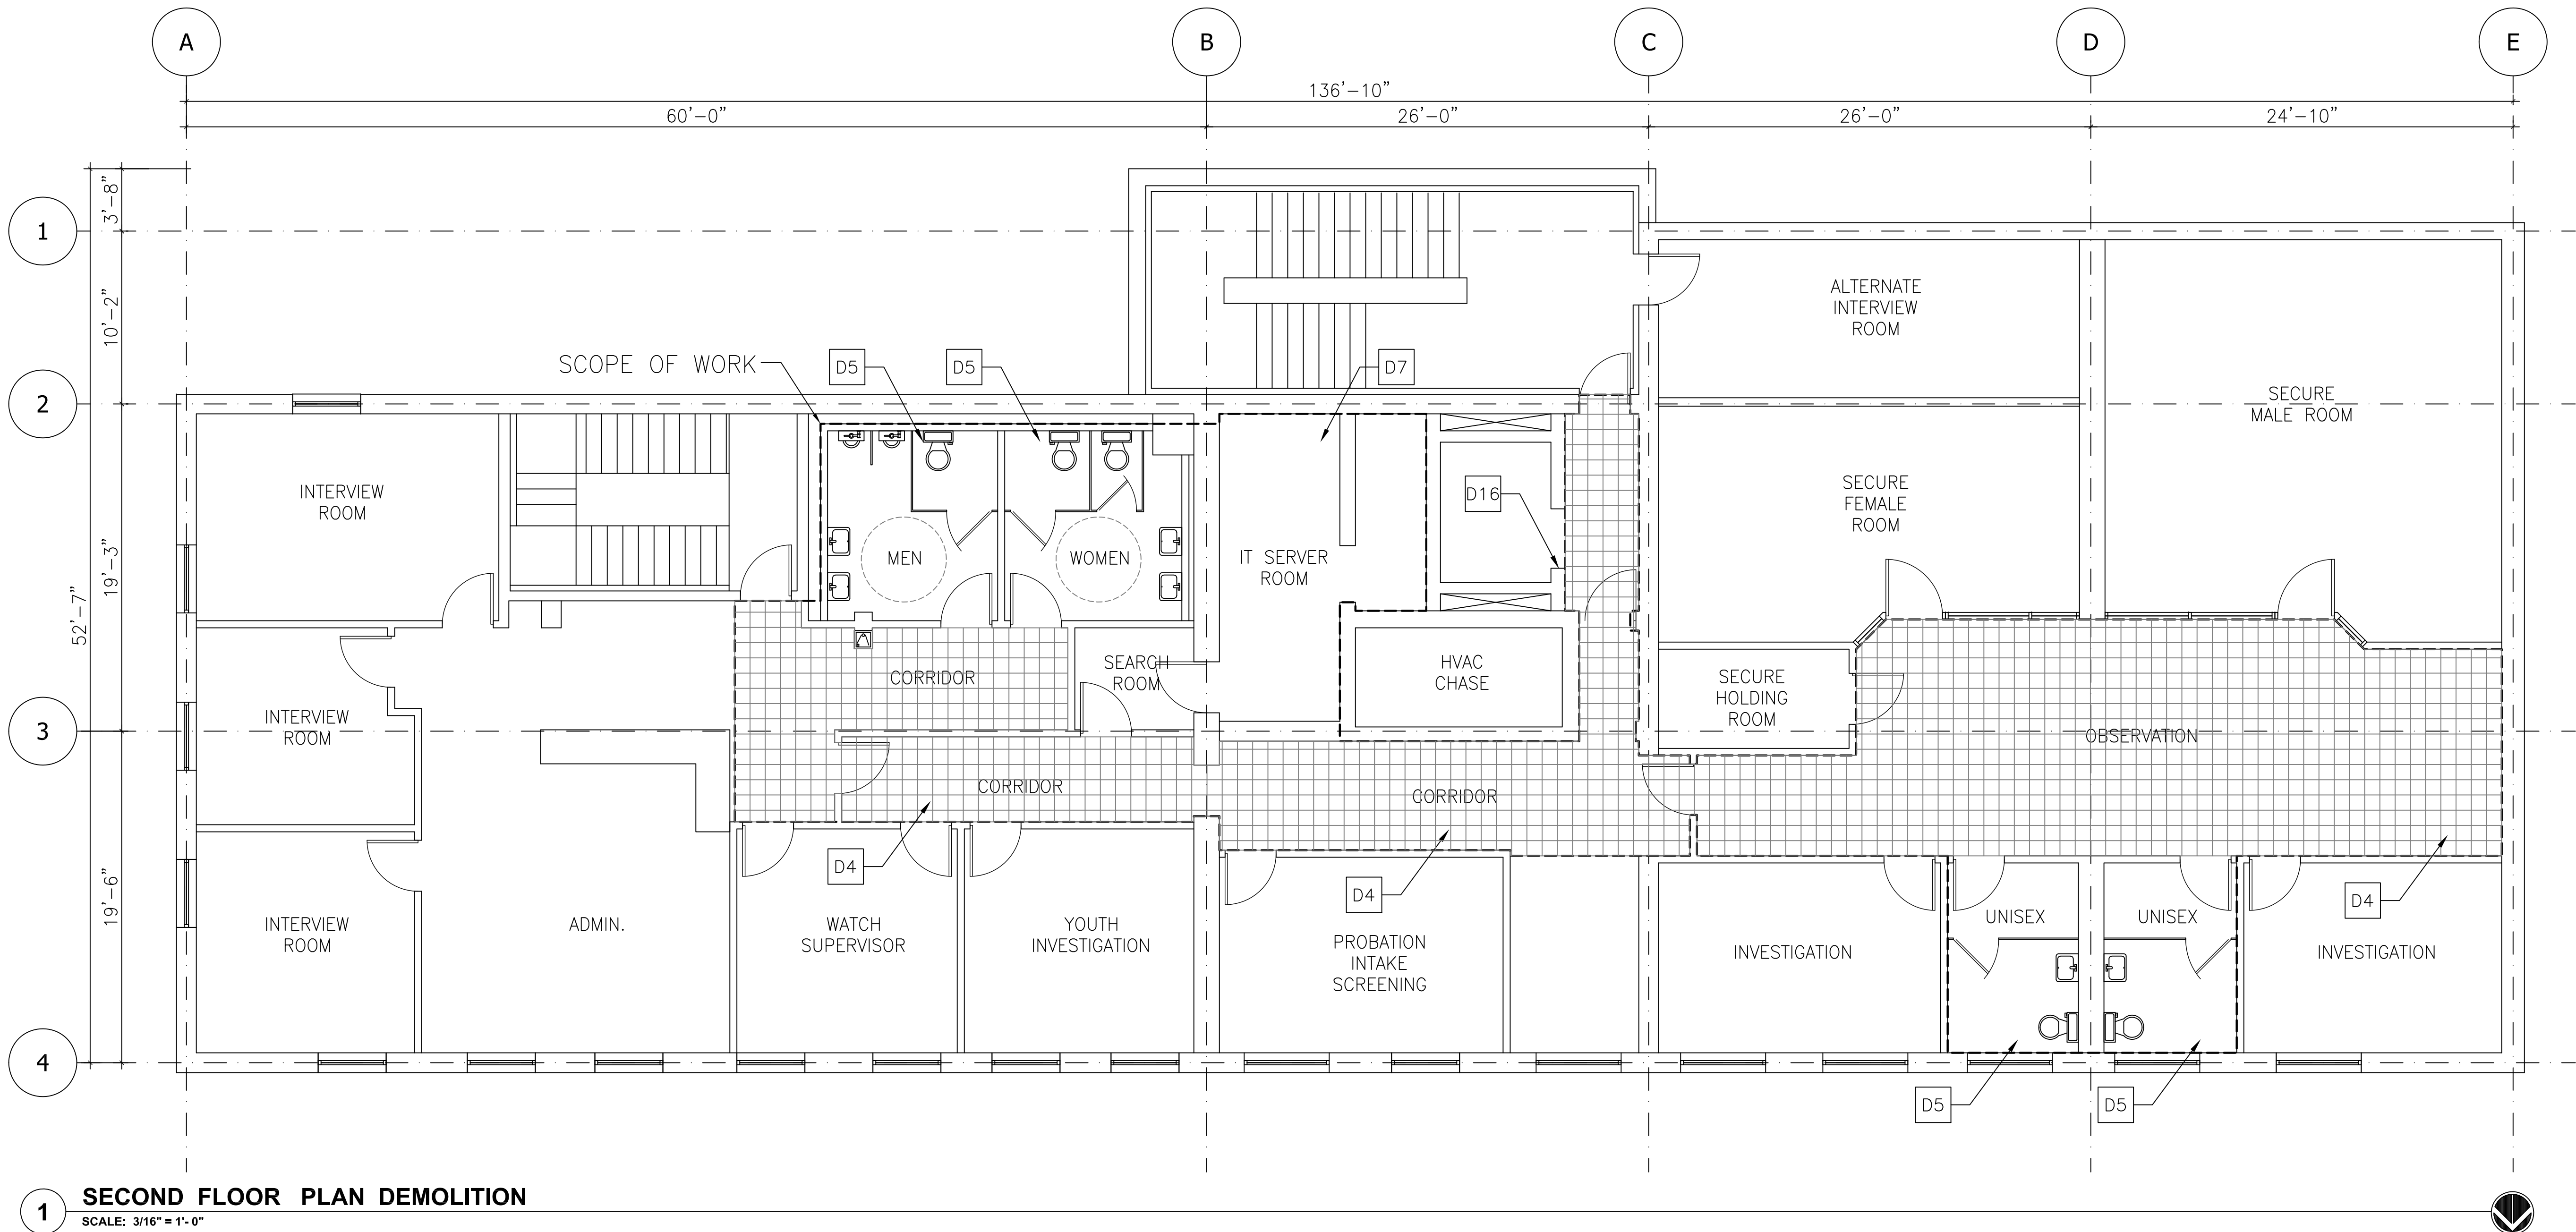 A
B
C
D
E
136'-10"
60'-0"
26'-0"
26'-0"
24'-10"
52'-7"
3'-8"
10'-2"
19'-3"
19'-6"
1
2
3
4
SCOPE OF WORK
D5
D5
D7
D16
ALTERNATE
INTERVIEW
ROOM
SECURE
MALE ROOM
INTERVIEW
ROOM
MEN
WOMEN
IT SERVER
ROOM
SECURE
FEMALE
ROOM
INTERVIEW
ROOM
CORRIDOR
SEARCH
ROOM
HVAC
CHASE
SECURE
HOLDING
ROOM
OBSERVATION
CORRIDOR
CORRIDOR
D4
D4
D4
INTERVIEW
ROOM
ADMIN.
WATCH
SUPERVISOR
YOUTH
INVESTIGATION
PROBATION
INTAKE
SCREENING
INVESTIGATION
UNISEX
UNISEX
INVESTIGATION
D5
D5
1
SECOND FLOOR PLAN DEMOLITION
SCALE: 3/16" = 1'- 0"